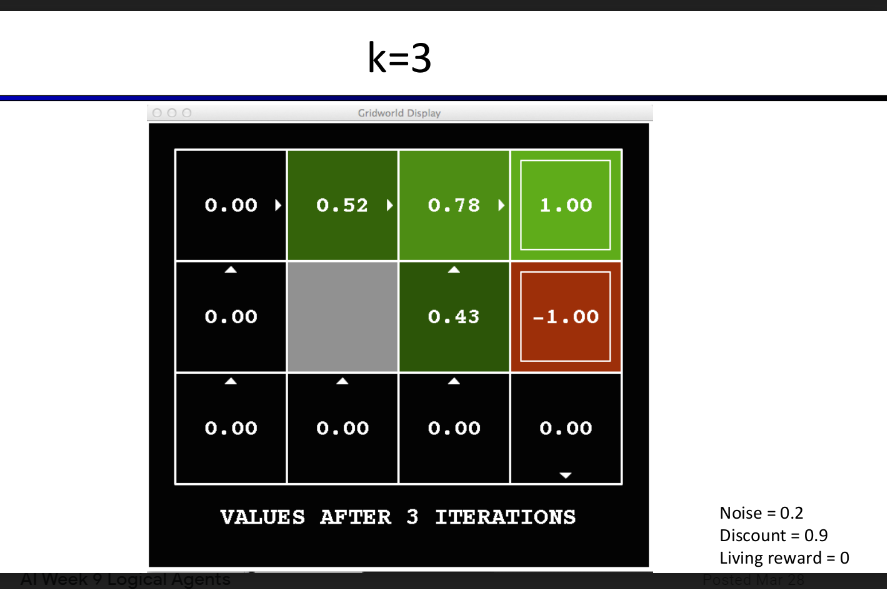 k=3
Gridworld Display
0.00 0.52 0.78 1.00
0.00 0.43 -1.00
0.00 0.00 0.00 0.00
VALUES AFTER 3 ITERATIONS
Noise = 0.2
Discount = 0.9
Living reward = 0
AI Week 9 Logical Agents Posted Mar 28